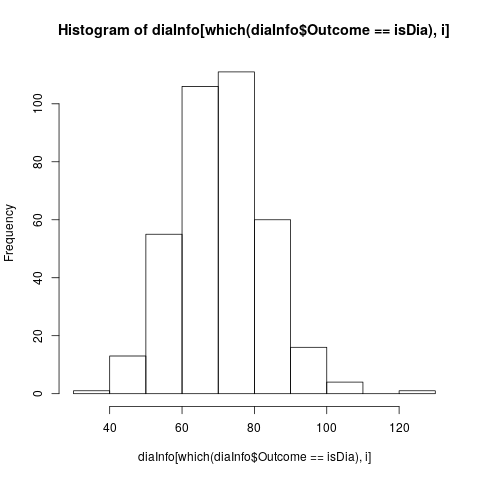 Histogram of diaInfo[which(diaInfo$Outcome == isDia), i]
Frequency
100
80
60
40
20
0
40 60 80 100 120
diaInfo[which(diaInfo$Outcome == isDia), i]